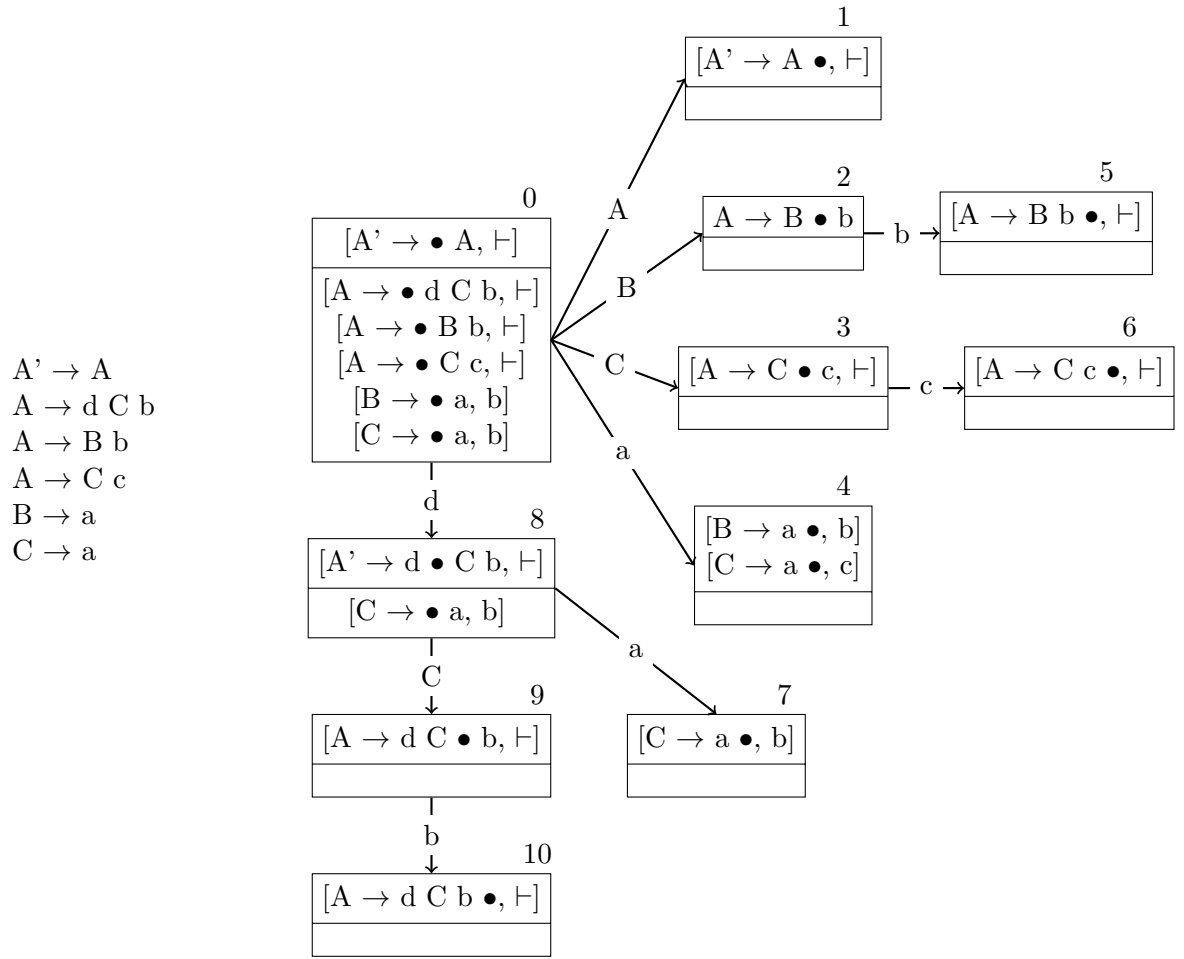 A' → A
A → d C b
A → B b
A → C c
B → a
C → a
0
[A' → • A, ⊢]
[A → • d C b, ⊢]
[A → • B b, ⊢]
[A → • C c, ⊢]
[B → • a, b]
[C → • a, b]
A
B
C
a
d
1
[A' → A •, ⊢]
2
A → B • b
b
5
[A → B b •, ⊢]
3
[A → C • c, ⊢]
c
6
[A → C c •, ⊢]
4
[B → a •, b]
[C → a •, c]
8
[A' → d • C b, ⊢]
[C → • a, b]
a
C
7
[C → a •, b]
9
[A → d C • b, ⊢]
b
10
[A → d C b •, ⊢]